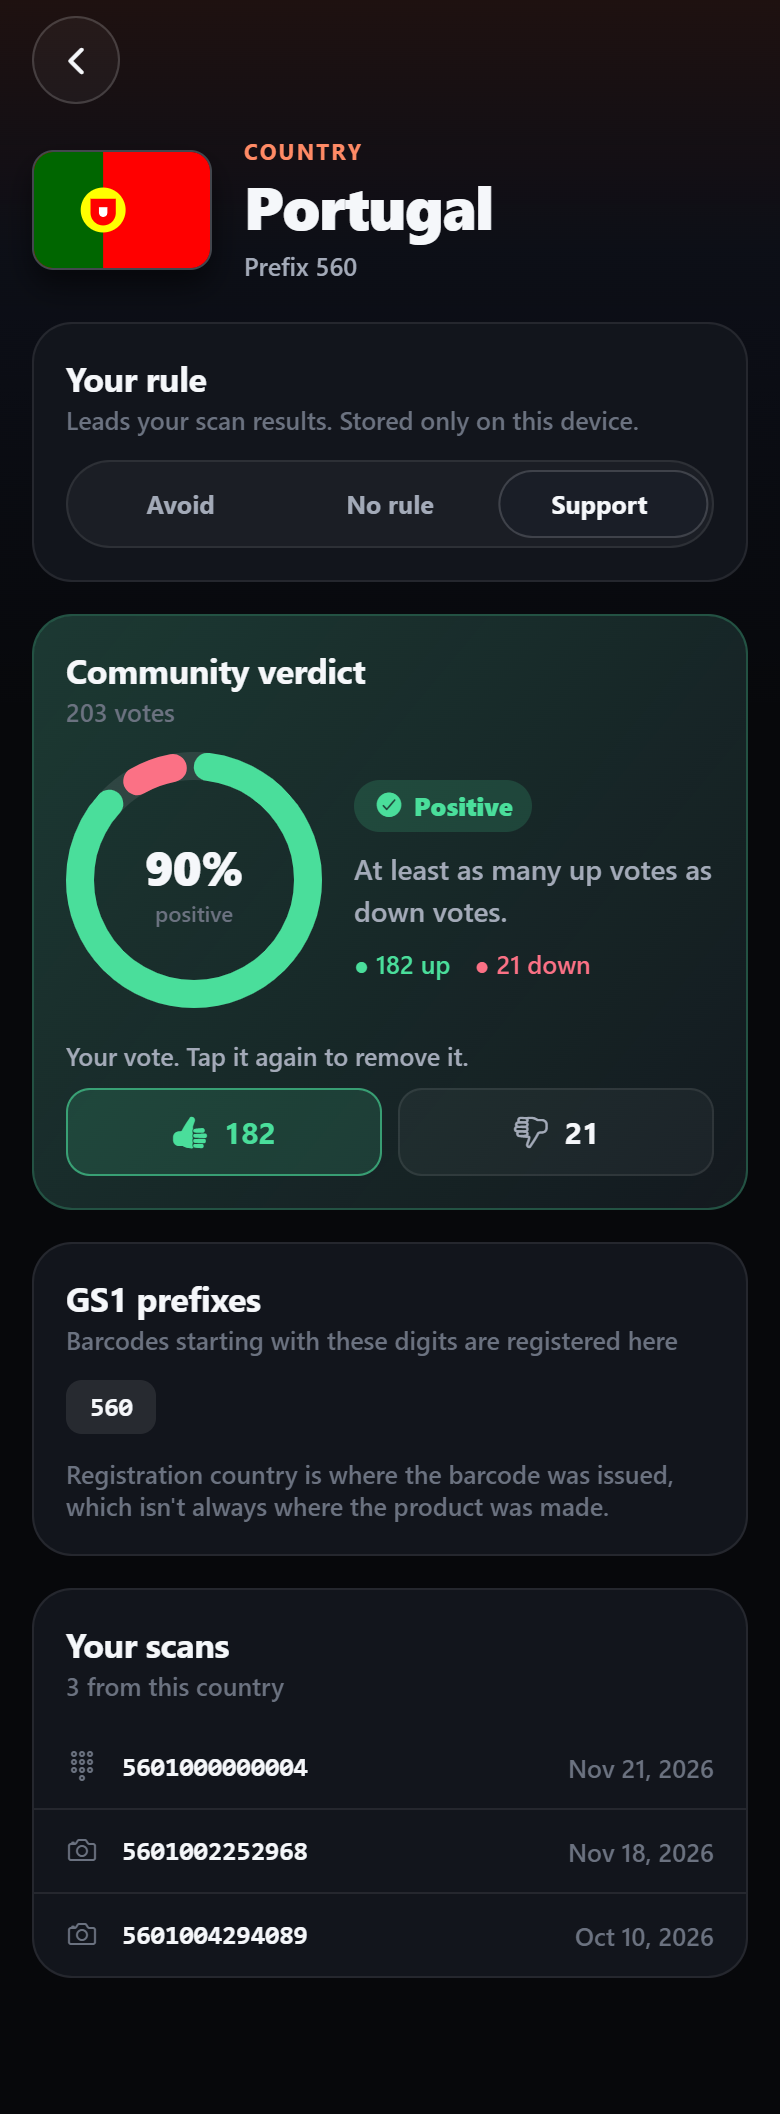 COUNTRY
Portugal
Prefix 560
Your rule
Leads your scan results. Stored only on this device.
Avoid
No rule
Support
Community verdict
203 votes
90%
positive
Positive
At least as many up votes as
down votes.
182 up
21 down
Your vote. Tap it again to remove it.
182
21
GS1 prefixes
Barcodes starting with these digits are registered here
560
Registration country is where the barcode was issued,
which isn't always where the product was made.
Your scans
3 from this country
5601000000004
Nov 21, 2026
5601002252968
Nov 18, 2026
5601004294089
Oct 10, 2026